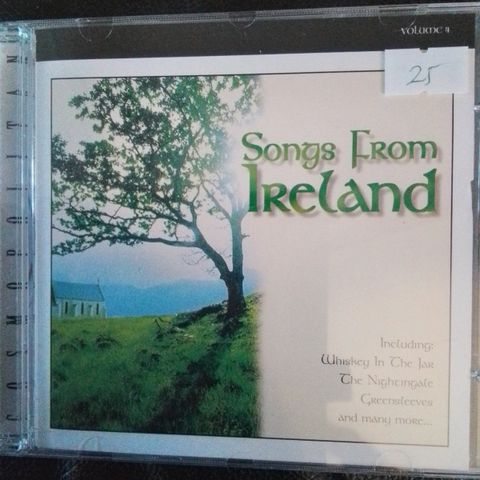 VOLUME 4
25
COSMOPOLITAN
Songs From
Ireland
Including:
Whiskey In The Jar
The Nightingale
Greensleeves
and many more...